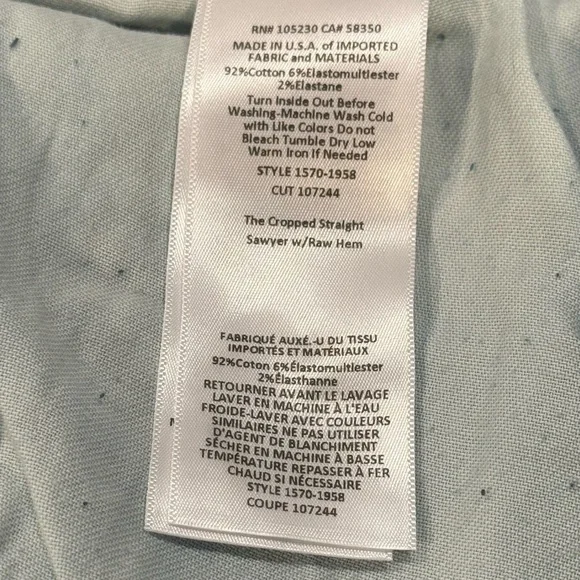 RN# 105230 CA# 58350
MADE IN U.S.A. of IMPORTED
FABRIC and MATERIALS
92%Cotton 6%Elastomultiester
2%Elastane
Turn Inside Out Before
Washing-Machine Wash Cold
with Like Colors Do not
Bleach Tumble Dry Low
Warm Iron If Needed
STYLE 1570-1958
CUT 107244
The Cropped Straight
Sawyer w/Raw Hem
FABRIQUÉ AUXÉ.-U DU TISSU
IMPORTÉS ET MATÉRIAUX
92%Coton 6%Élastomultiester
2%Élasthanne
RETOURNER AVANT LE LAVAGE
LAVER EN MACHINE À L'EAU
FROIDE-LAVER AVEC COULEURS
SIMILAIRES NE PAS UTILISER
D'AGENT DE BLANCHIMENT
SÉCHER EN MACHINE À BASSE
TEMPÉRATURE REPASSER À FER
CHAUD SI NÉCESSAIRE
STYLE 1570-1958
COUPE 107244